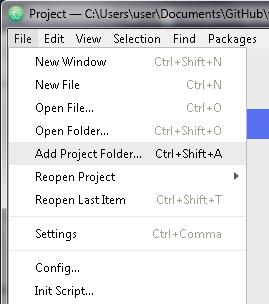 Project — C:\Users\user\Documents\GitHub\
File Edit View Selection Find Packages
New Window Ctrl+Shift+N
New File Ctrl+N
Open File... Ctrl+O
Open Folder... Ctrl+Shift+O
Add Project Folder... Ctrl+Shift+A
Reopen Project
Reopen Last Item Ctrl+Shift+T
Settings Ctrl+Comma
Config...
Init Script...